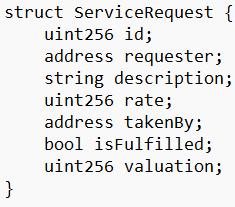 struct ServiceRequest {
    uint256 id;
    address requester;
    string description;
    uint256 rate;
    address takenBy;
    bool isFulfilled;
    uint256 valuation;
}